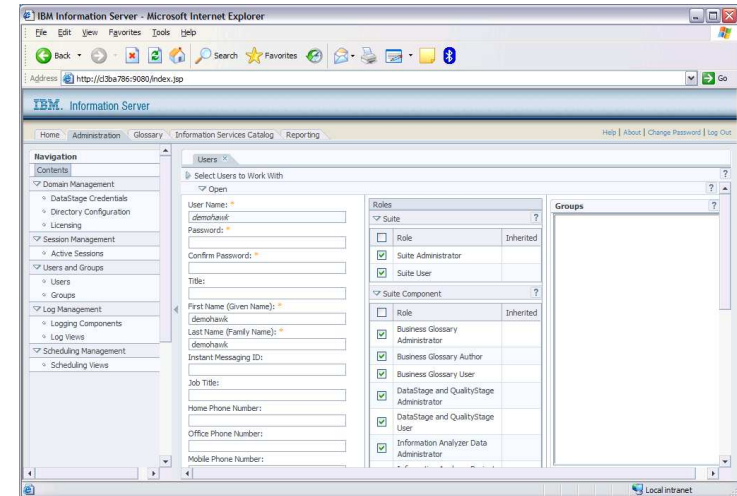 IBM Information Server - Microsoft Internet Explorer
File Edit View Favorites Tools Help
Back Search Favorites
Address http://cl3ba786:9080/index.jsp Go
IBM. Information Server
Home Administration Glossary Information Services Catalog Reporting
Help | About | Change Password | Log Out
Navigation
Contents
Domain Management
DataStage Credentials
Directory Configuration
Licensing
Session Management
Active Sessions
Users and Groups
Users
Groups
Log Management
Logging Components
Log Views
Scheduling Management
Scheduling Views
Users
Select Users to Work With ?
Open ?
User Name: *
demohawk
Password: *
Confirm Password: *
Title:
First Name (Given Name): *
demohawk
Last Name (Family Name): *
demohawk
Instant Messaging ID:
Job Title:
Home Phone Number:
Office Phone Number:
Mobile Phone Number:
Roles
Suite ?
Role Inherited
Suite Administrator
Suite User
Suite Component ?
Role Inherited
Business Glossary
Administrator
Business Glossary Author
Business Glossary User
DataStage and QualityStage
Administrator
DataStage and QualityStage
User
Information Analyzer Data
Administrator
Groups ?
Local intranet